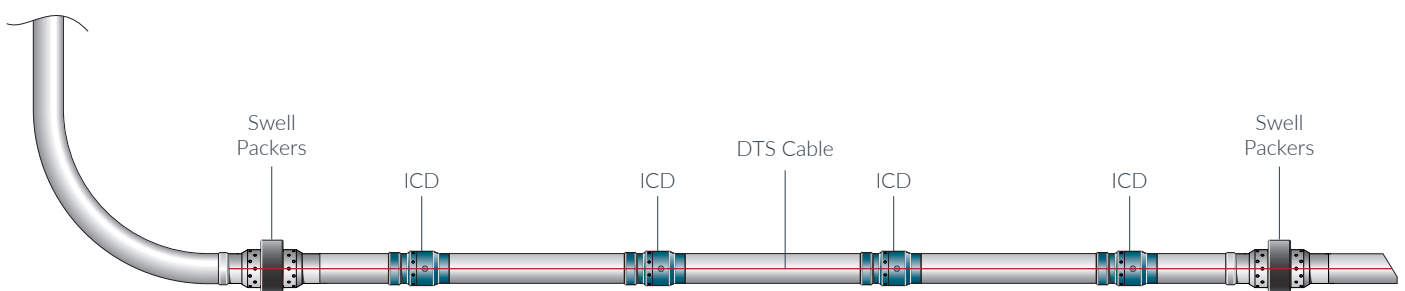 Swell
Packers
ICD
ICD
DTS Cable
ICD
ICD
Swell
Packers